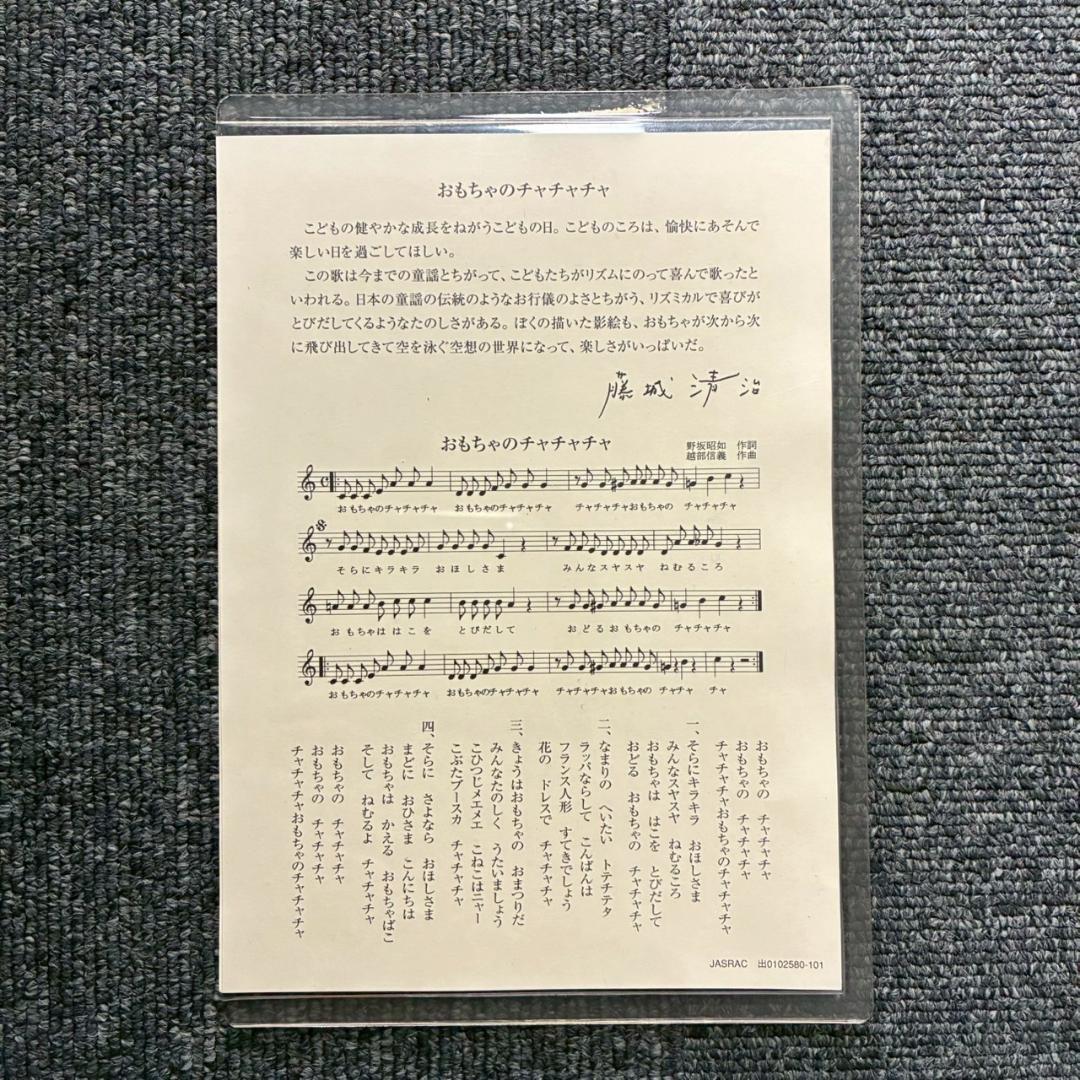 おもちゃのチャチャチャ
こどもの健やかな成長をねがうこどもの日。こどものころは、愉快にあそんで
楽しい日を過ごしてほしい。
この歌は今までの童謡とちがって、こどもたちがリズムにのって喜んで歌ったと
いわれる。日本の童謡の伝統のようなお行儀のよさとちがう、リズミカルで喜びが
とびだしてくるようなたのしさがある。ぼくの描いた影絵も、おもちゃが次から次
に飛び出してきて空を泳ぐ空想の世界になって、楽しさがいっぱいだ。
藤城清治
おもちゃのチャチャチャ
野坂昭如 作詞
越部信義 作曲
おもちゃのチャチャチャ おもちゃのチャチャチャ チャチャチャおもちゃの チャチャチャ
そらにキラキラ おほしさま みんなスヤスヤ ねむるころ
おもちゃははこを とびだして おどるおもちゃの チャチャチャ
おもちゃのチャチャチャ おもちゃのチャチャチャ チャチャチャおもちゃの チャチャ チャ
おもちゃの チャチャチャ
おもちゃの チャチャチャ
チャチャチャおもちゃのチャチャチャ
一、そらにキラキラ おほしさま
みんなスヤスヤ ねむるころ
おもちゃは はこを とびだして
おどる おもちゃの チャチャチャ
二、なまりの へいたい トテチテタ
ラッパならして こんばんは
フランス人形 すてきでしょう
花の ドレスで チャチャチャ
三、きょうはおもちゃの おまつりだ
みんなたのしく うたいましょう
こひつじメエメエ こねこはニャー
こぶたブースカ チャチャチャ
四、そらに さよなら おほしさま
まどに おひさま こんにちは
おもちゃは かえる おもちゃばこ
そして ねむるよ チャチャチャ
おもちゃの チャチャチャ
おもちゃの チャチャチャ
チャチャチャおもちゃのチャチャチャ
JASRAC 出0102580-101